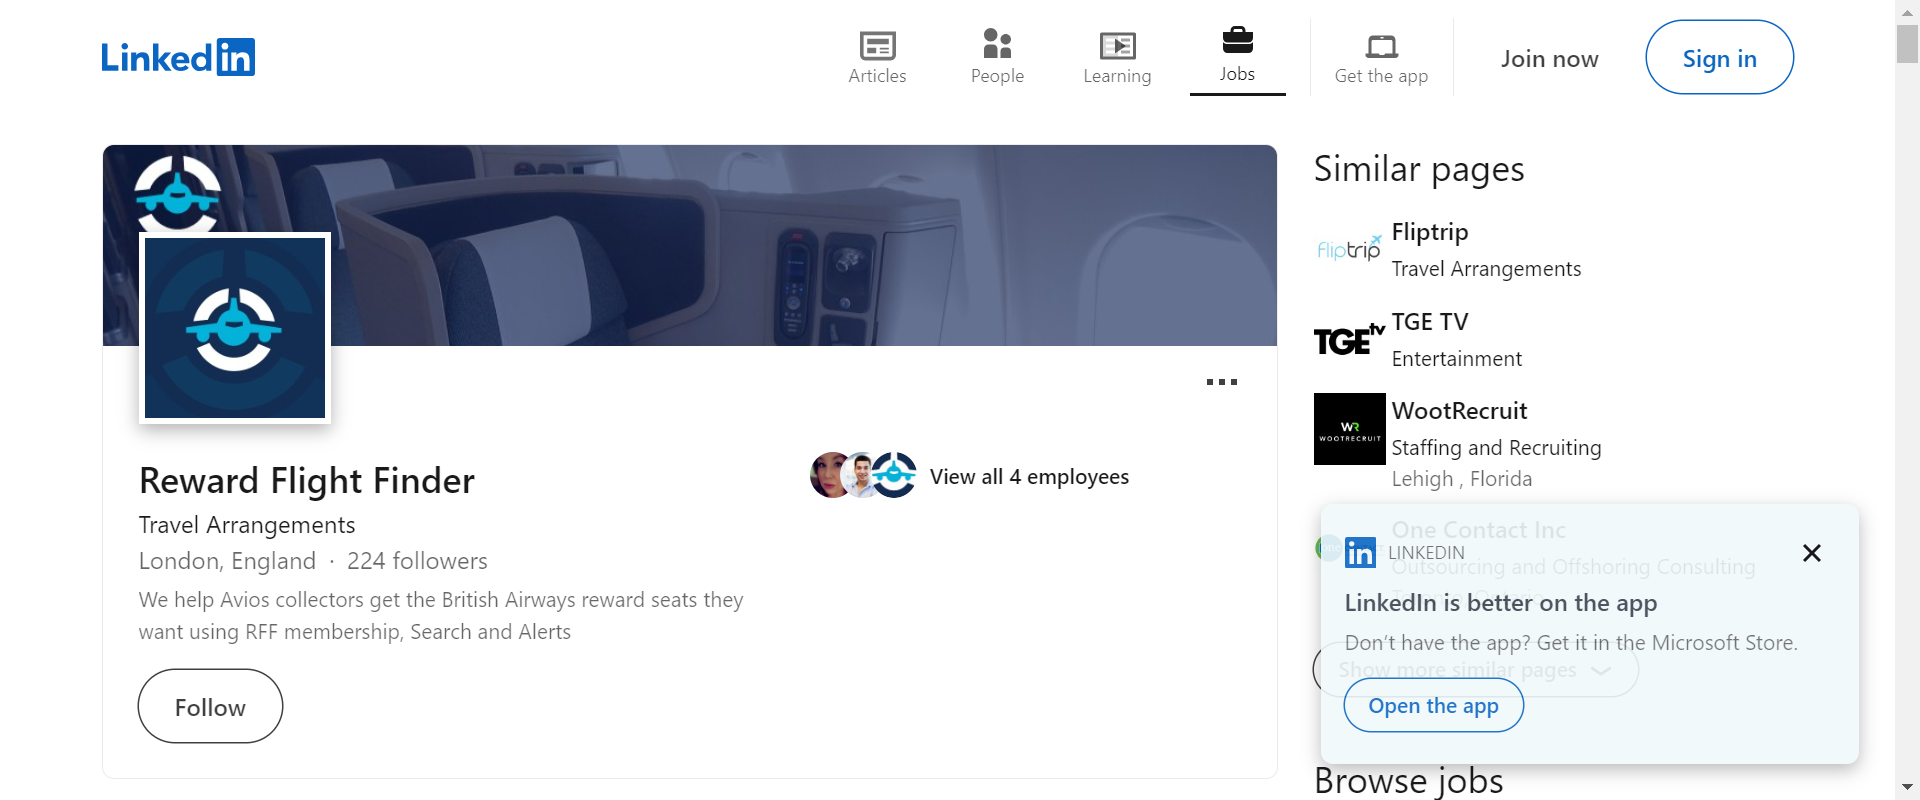 Linked in
Articles
People
Learning
Jobs
Get the app
Join now
Sign in
Reward Flight Finder
Travel Arrangements
London, England · 224 followers
We help Avios collectors get the British Airways reward seats they
want using RFF membership, Search and Alerts
View all 4 employees
Follow
Similar pages
fliptrip
Fliptrip
Travel Arrangements
TGE tv
TGE TV
Entertainment
WR
WOOTRECRUIT
WootRecruit
Staffing and Recruiting
Lehigh , Florida
One Contact Inc
Outsourcing and Offshoring Consulting
Show more similar pages
in LINKEDIN
LinkedIn is better on the app
Don’t have the app? Get it in the Microsoft Store.
Open the app
Browse jobs